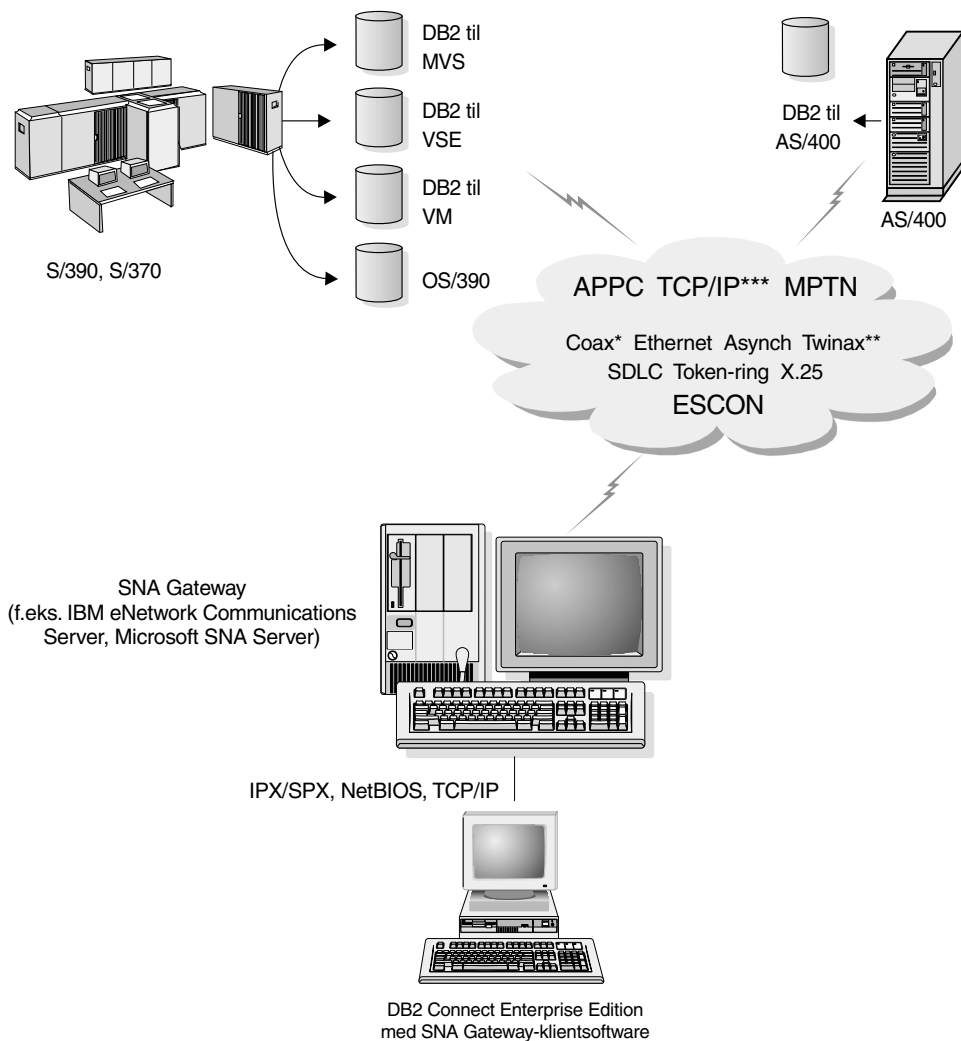 DB2 til
MVS
DB2 til
VSE
DB2 til
VM
OS/390
S/390, S/370
DB2 til
AS/400
AS/400
APPC TCP/IP*** MPTN
Coax* Ethernet Asynch Twinax**
SDLC Token-ring X.25
ESCON
SNA Gateway
(f.eks. IBM eNetwork Communications
Server, Microsoft SNA Server)
IPX/SPX, NetBIOS, TCP/IP
DB2 Connect Enterprise Edition
med SNA Gateway-klientsoftware